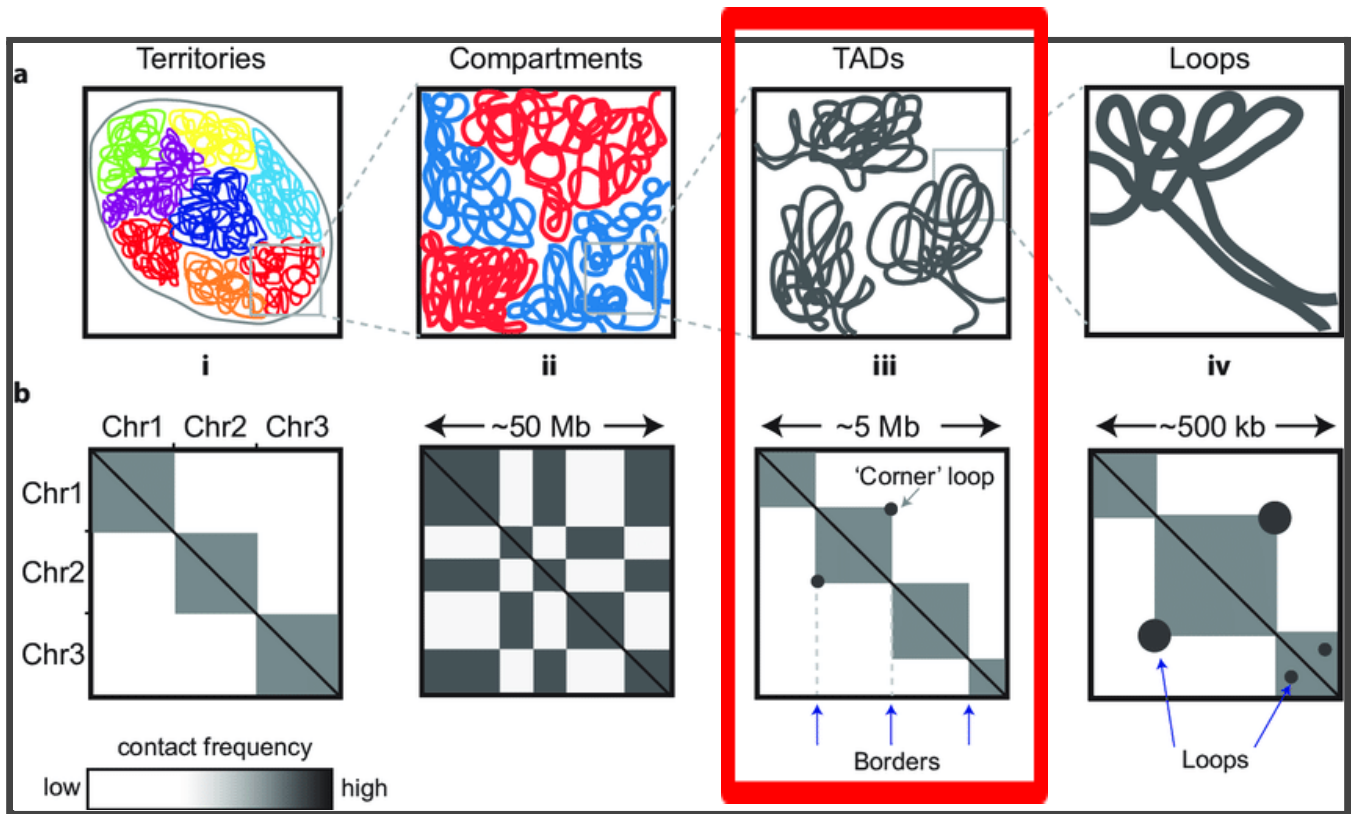 a
Territories
Compartments
TADs
Loops
i
ii
iii
iv
b
Chr1 Chr2 Chr3
Chr1
Chr2
Chr3
~50 Mb
~5 Mb
'Corner' loop
Borders
~500 kb
Loops
contact frequency
low high